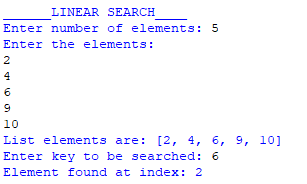 ______LINEAR SEARCH____
Enter number of elements: 5
Enter the elements:
2
4
6
9
10
List elements are: [2, 4, 6, 9, 10]
Enter key to be searched: 6
Element found at index: 2